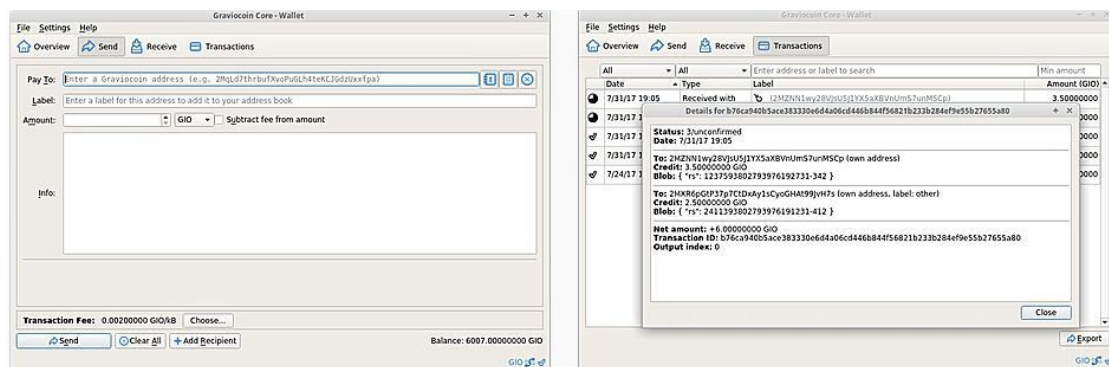 Graviocoin Core - Wallet
File Settings Help
Overview Send Receive Transactions
Pay To: Enter a Graviocoin address (e.g. 2MqLd7thrbufXvoPuGLh4teKCJGdzUxxfpa)
Label: Enter a label for this address to add it to your address book
Amount: GIO Subtract fee from amount
Info:
Transaction Fee: 0.00200000 GIO/kB Choose...
Send Clear All Add Recipient Balance: 6007.00000000 GIO
GIO
Graviocoin Core - Wallet
File Settings Help
Overview Send Receive Transactions
All All Enter address or label to search Min amount
Date Type Label Amount (GIO)
7/31/17 19:05 Received with (2MZNN1wy28VJsU5J1YX5aXBVnUmS7unMSCp) 3.50000000
7/31/17 1 0000
7/31/17 1 0000
7/31/17 1 0000
7/24/17 1 0000
Details for b76ca940b5ace383330e6d4a06cd446b844f56821b233b284ef9e55b27655a80
Status: 3/unconfirmed
Date: 7/31/17 19:05
To: 2MZNN1wy28VJsU5J1YX5aXBVnUmS7unMSCp (own address)
Credit: 3.50000000 GIO
Blob: { "rs": 1237593802793976192731-342 }
To: 2MXR6pGtP37p7CtDxAy1sCyoGHAt99JvH7s (own address, label: other)
Credit: 2.50000000 GIO
Blob: { "rs": 2411393802793976191231-412 }
Net amount: +6.00000000 GIO
Transaction ID: b76ca940b5ace383330e6d4a06cd446b844f56821b233b284ef9e55b27655a80
Output index: 0
Close
Export
GIO